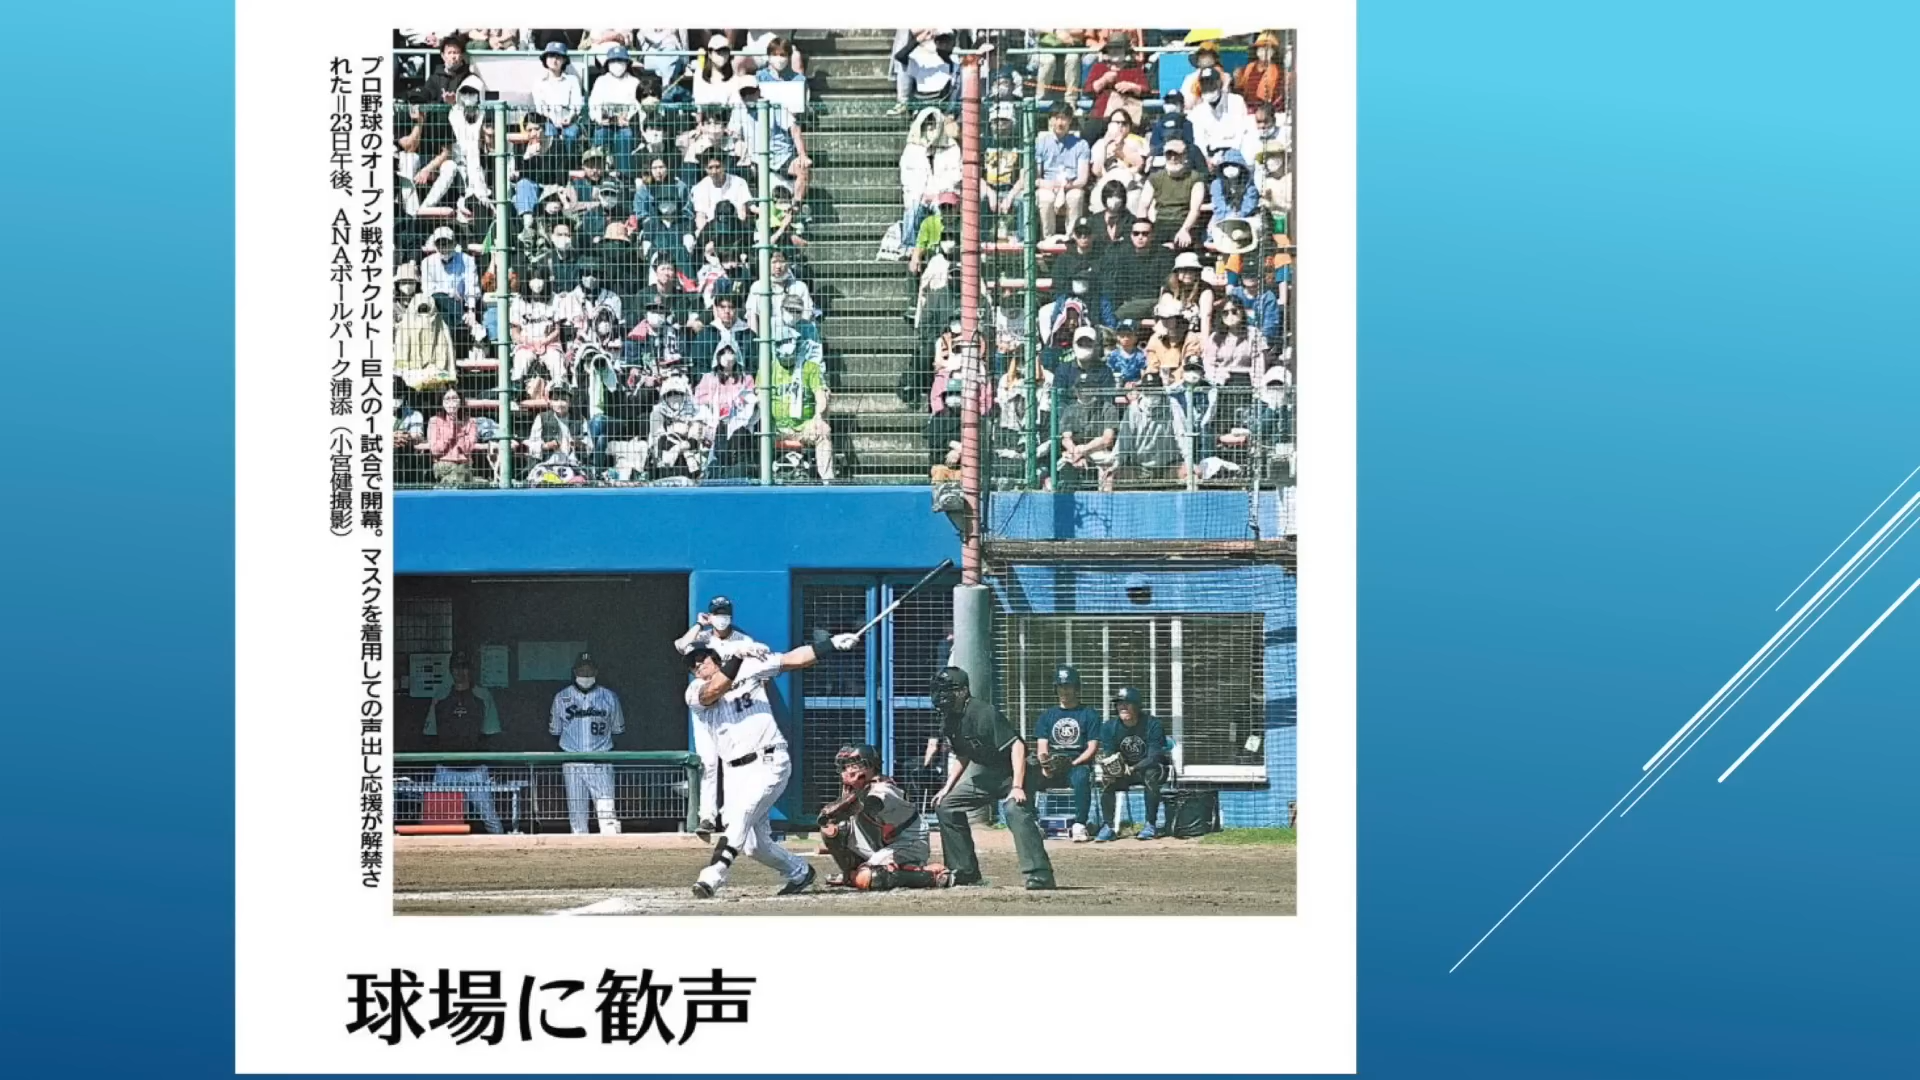 プロ野球のオープン戦がヤクルト―巨人の1試合で開幕。マスクを着用しての声出し応援が解禁さ
れた=23日午後、ANAボールパーク浦添(小宮健撮影)
Swallows
82
13
球場に歓声